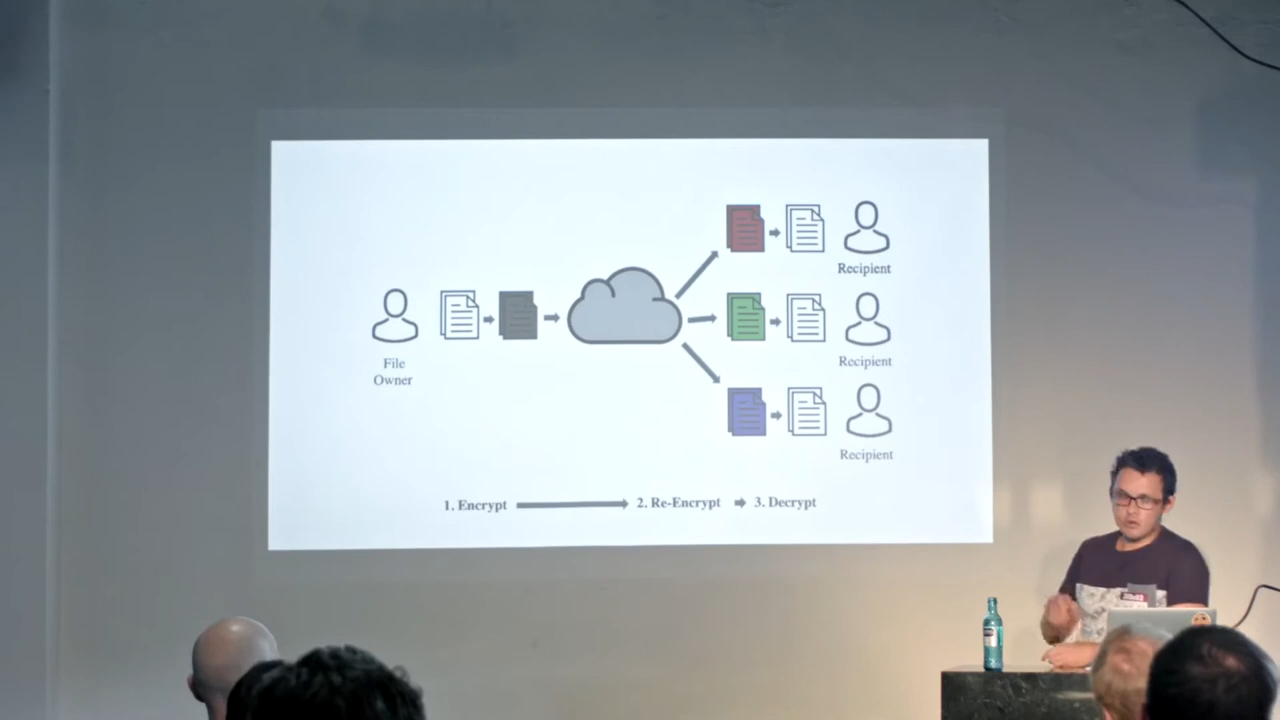 Recipient
File
Owner
Recipient
Recipient
1. Encrypt 2. Re-Encrypt 3. Decrypt